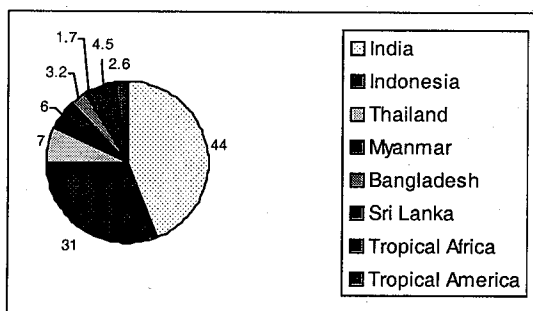 1.7
4.5
3.2
2.6
6
7
44
31
India
Indonesia
Thailand
Myanmar
Bangladesh
Sri Lanka
Tropical Africa
Tropical America